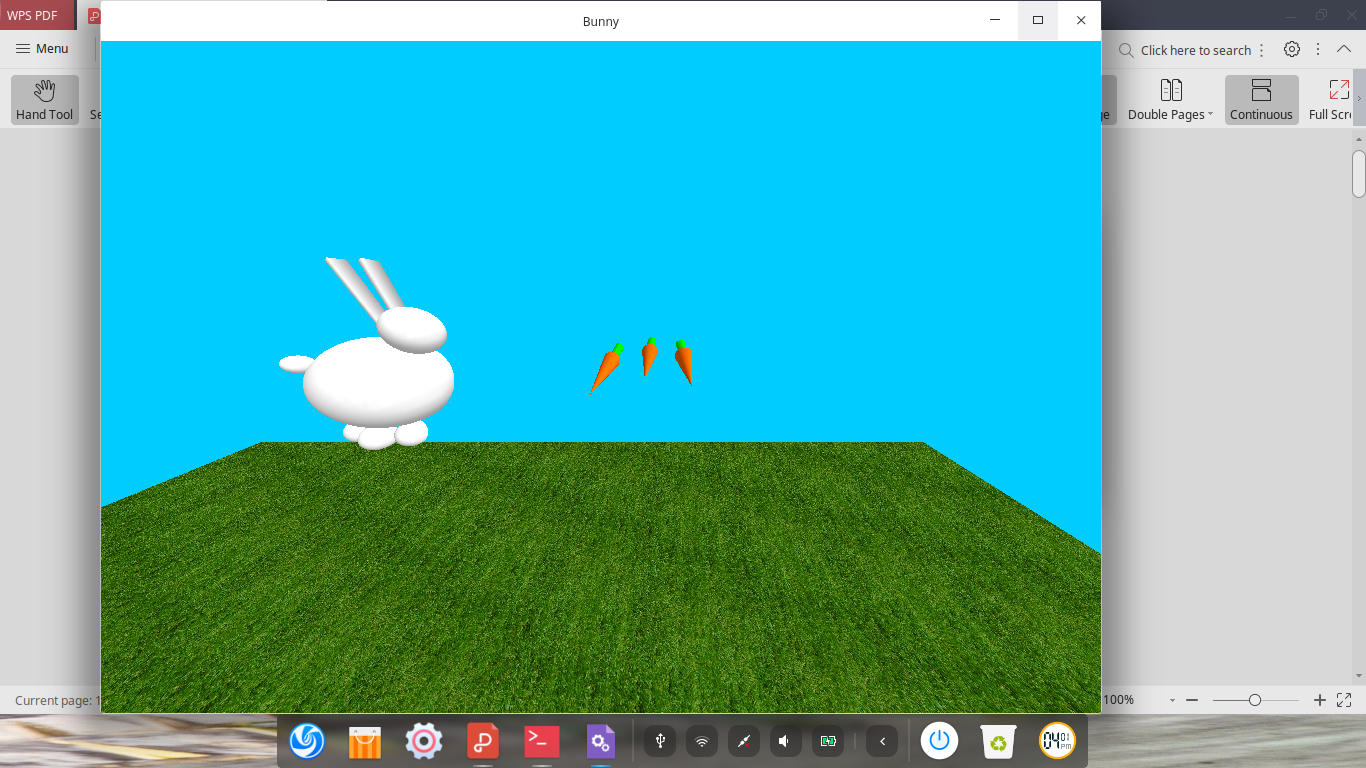 WPS PDF
Bunny
Menu
Click here to search
Hand Tool
Se
ge
Double Pages
Continuous
Full Scre
Current page: 1
100%
04 01
PM